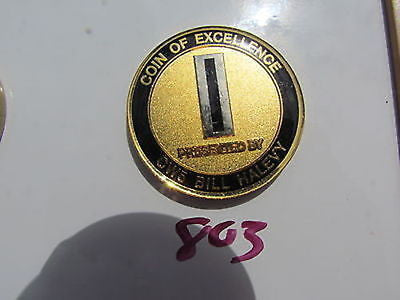 COIN OF EXCELLENCE
PRESENTED BY
CW5 BILL HALEVY
803